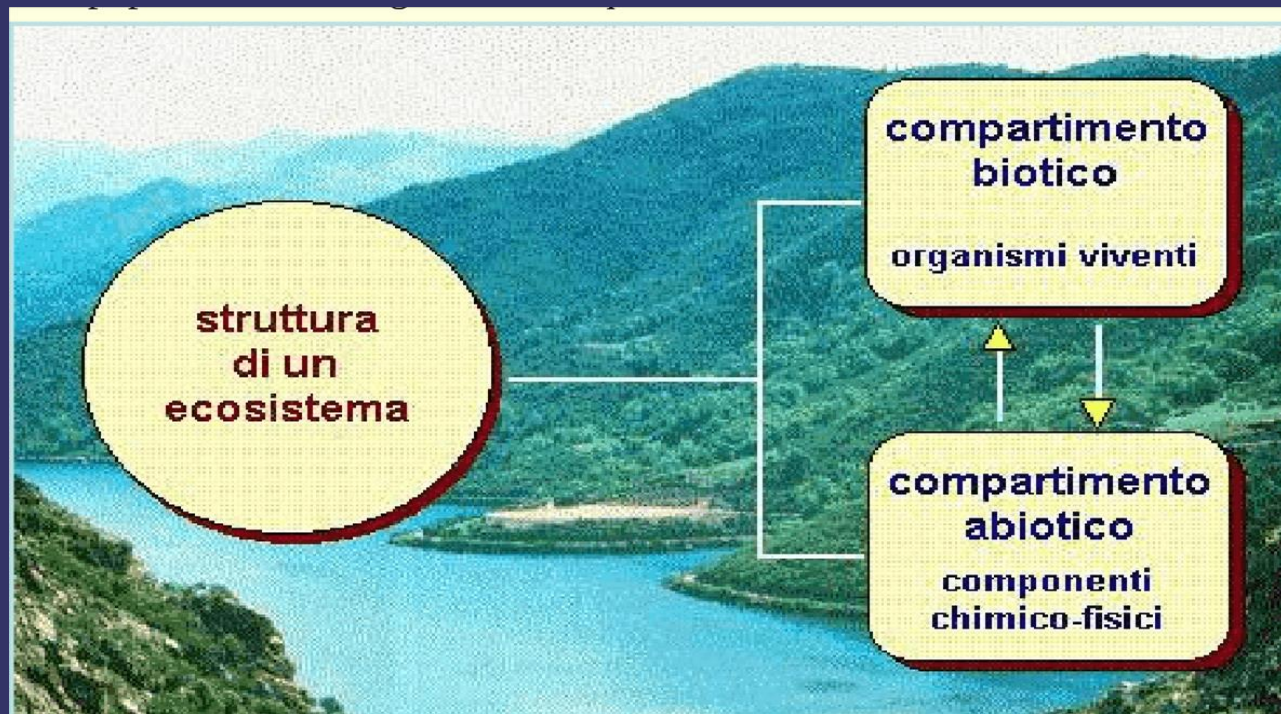 struttura
di un
ecosistema
compartimento
biotico
organismi viventi
compartimento
abiotico
componenti
chimico-fisici